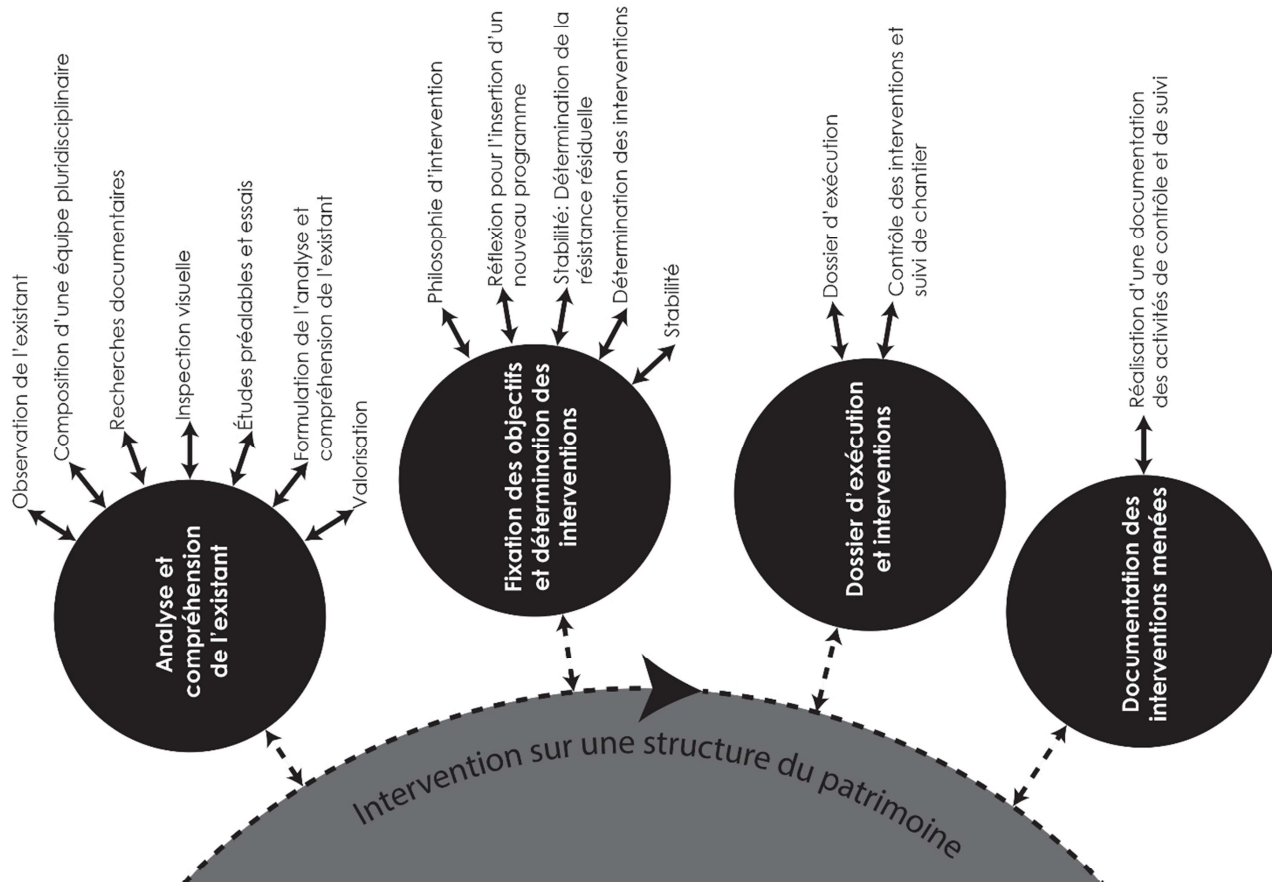 Intervention sur une structure du patrimoine
Analyse et
compréhension
de l'existant
Observation de l'existant
Composition d'une équipe pluridisciplinaire
Recherches documentaires
Inspection visuelle
Études préalables et essais
Formulation de l'analyse et
compréhension de l'existant
Valorisation
Fixation des objectifs
et détermination des
interventions
Philosophie d'intervention
Réflexion pour l'insertion d'un
nouveau programme
Stabilité: Détermination de la
résistance résiduelle
Détermination des interventions
Stabilité
Dossier d'exécution
et interventions
Dossier d'exécution
Contrôle des interventions et
suivi de chantier
Documentation des
interventions menées
Réalisation d'une documentation
des activités de contrôle et de suivi